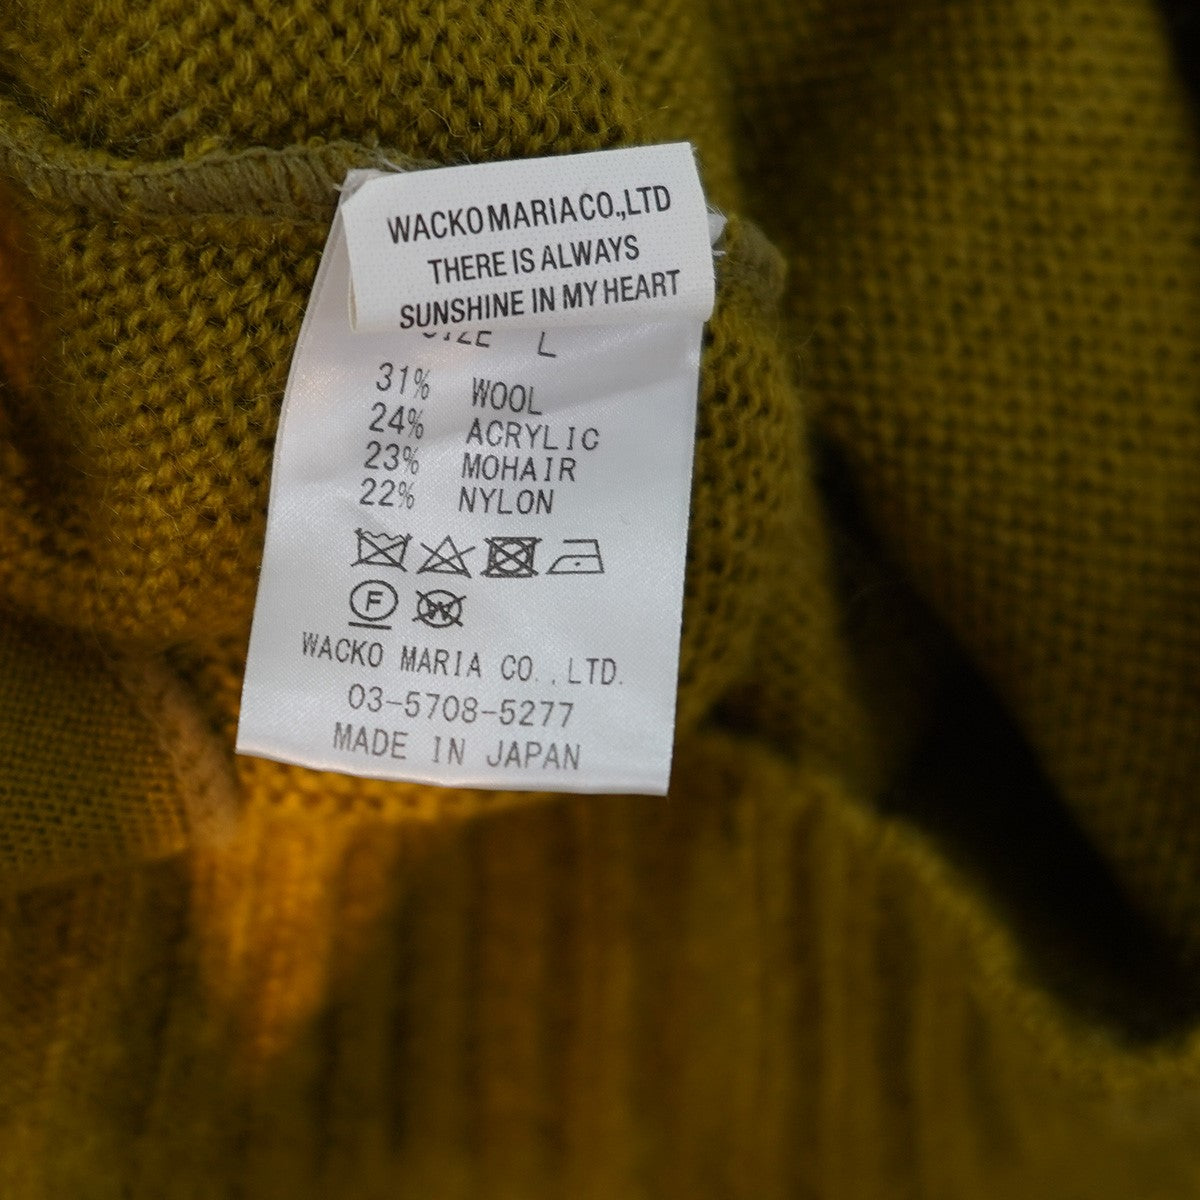 WACKO MARIA CO.,LTD
THERE IS ALWAYS
SUNSHINE IN MY HEART
SIZE L
31% WOOL
24% ACRYLIC
23% MOHAIR
22% NYLON
F W
WACKO MARIA CO.,LTD.
03-5708-5277
MADE IN JAPAN